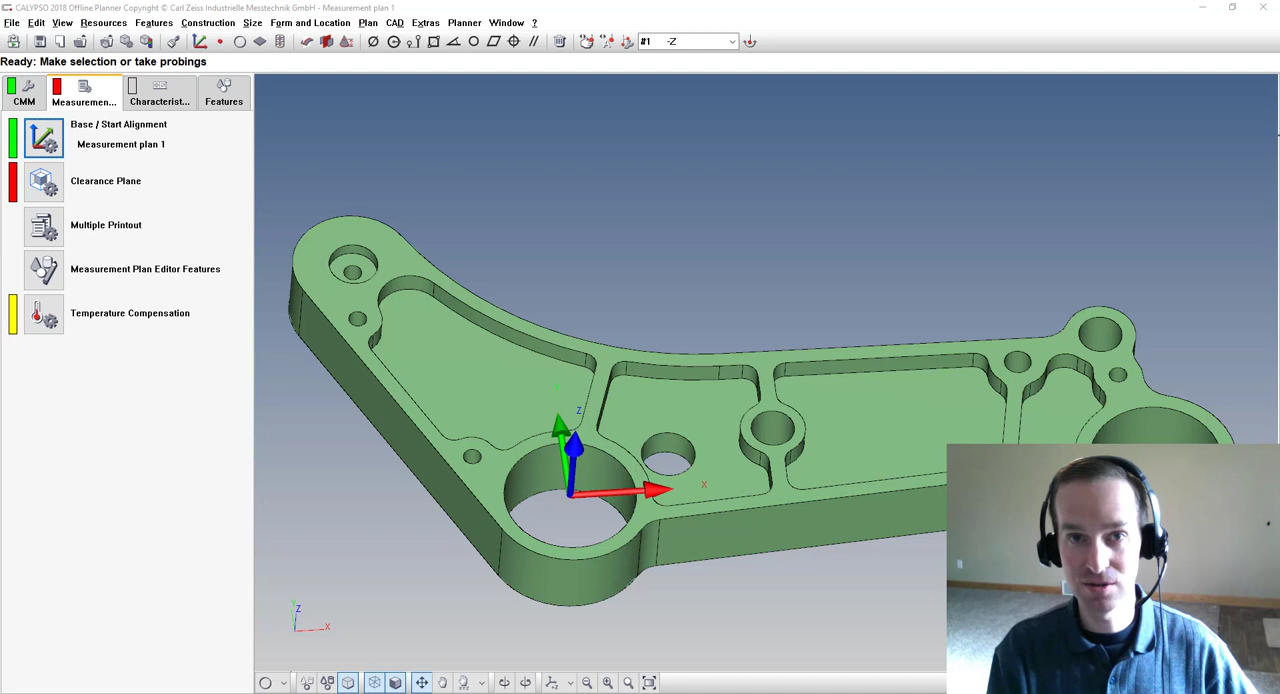 CALYPSO 2018 Offline Planner Copyright © Carl Zeiss Industrielle Messtechnik GmbH - Measurement plan 1
File Edit View Resources Features Construction Size Form and Location Plan CAD Extras Planner Window ?
#1 -Z
Ready: Make selection or take probings
CMM Measuremen... Characterist... Features
Base / Start Alignment
Measurement plan 1
Clearance Plane
Multiple Printout
Measurement Plan Editor Features
Temperature Compensation
Y
Z
X
Y
Z
X